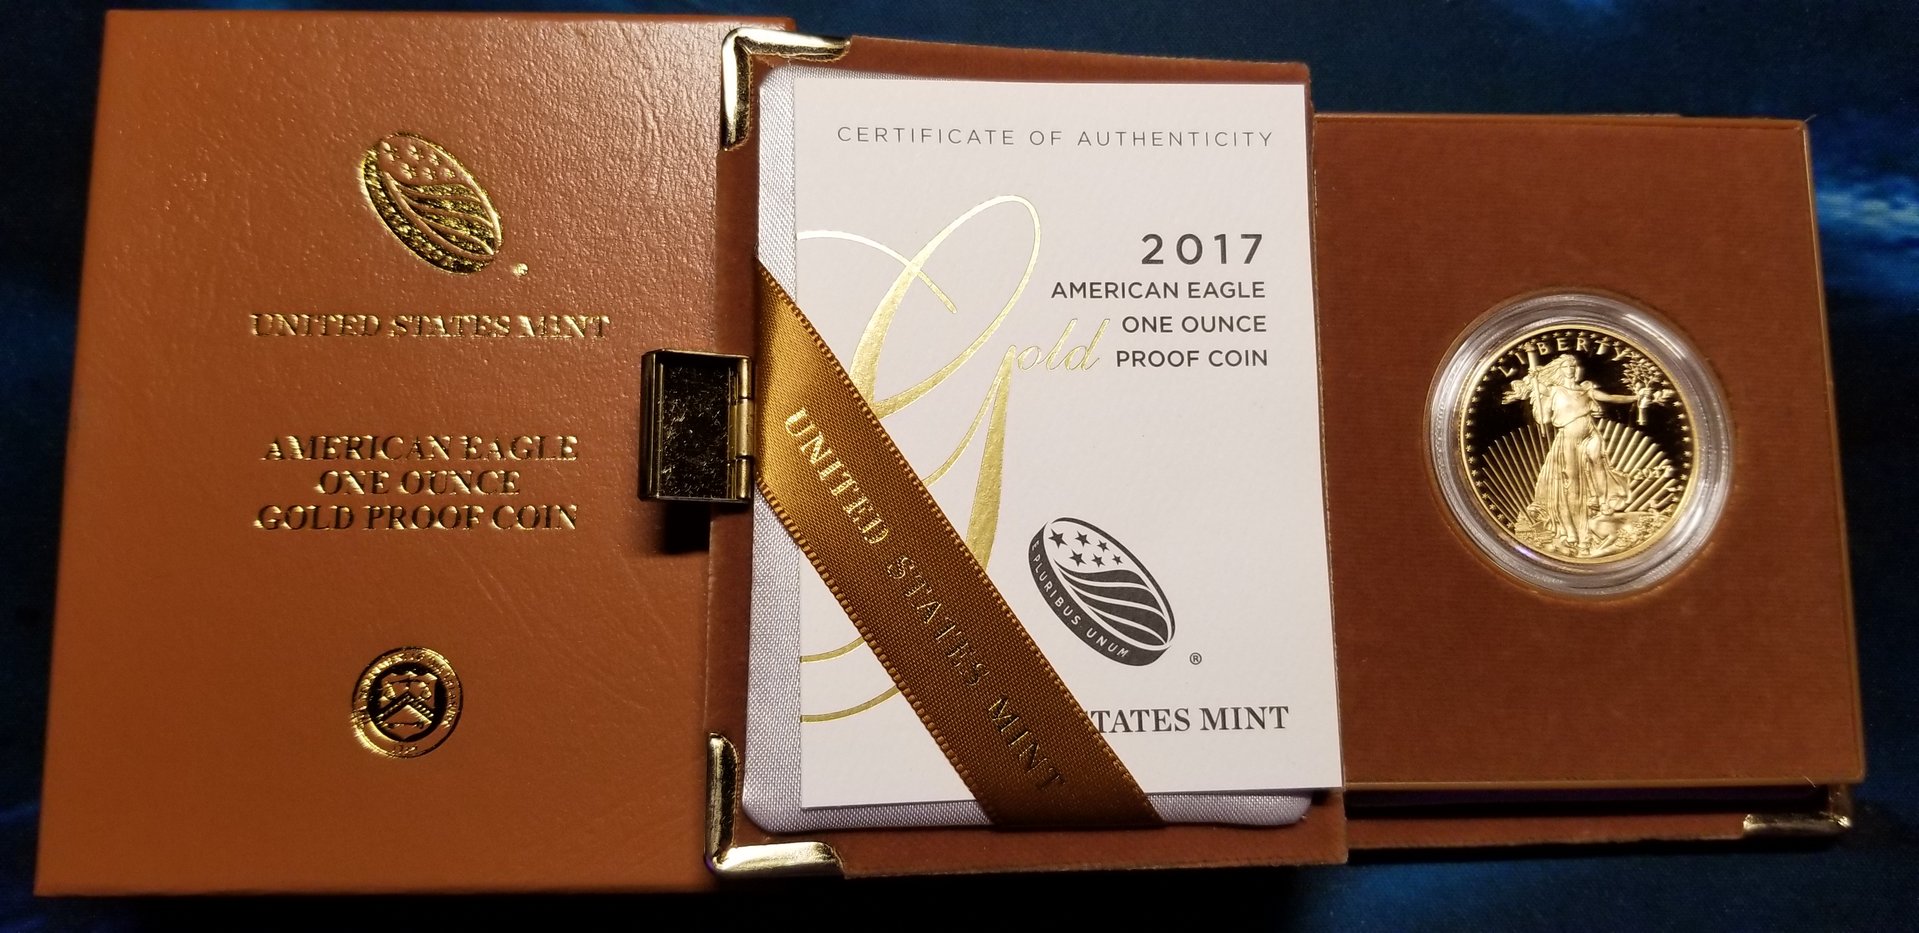 UNITED STATES MINT
AMERICAN EAGLE
ONE OUNCE
GOLD PROOF COIN
CERTIFICATE OF AUTHENTICITY
2017
AMERICAN EAGLE
Gold
ONE OUNCE
PROOF COIN
UNITED STATES MINT
E PLURIBUS UNUM
®
STATES MINT
LIBERTY
2017